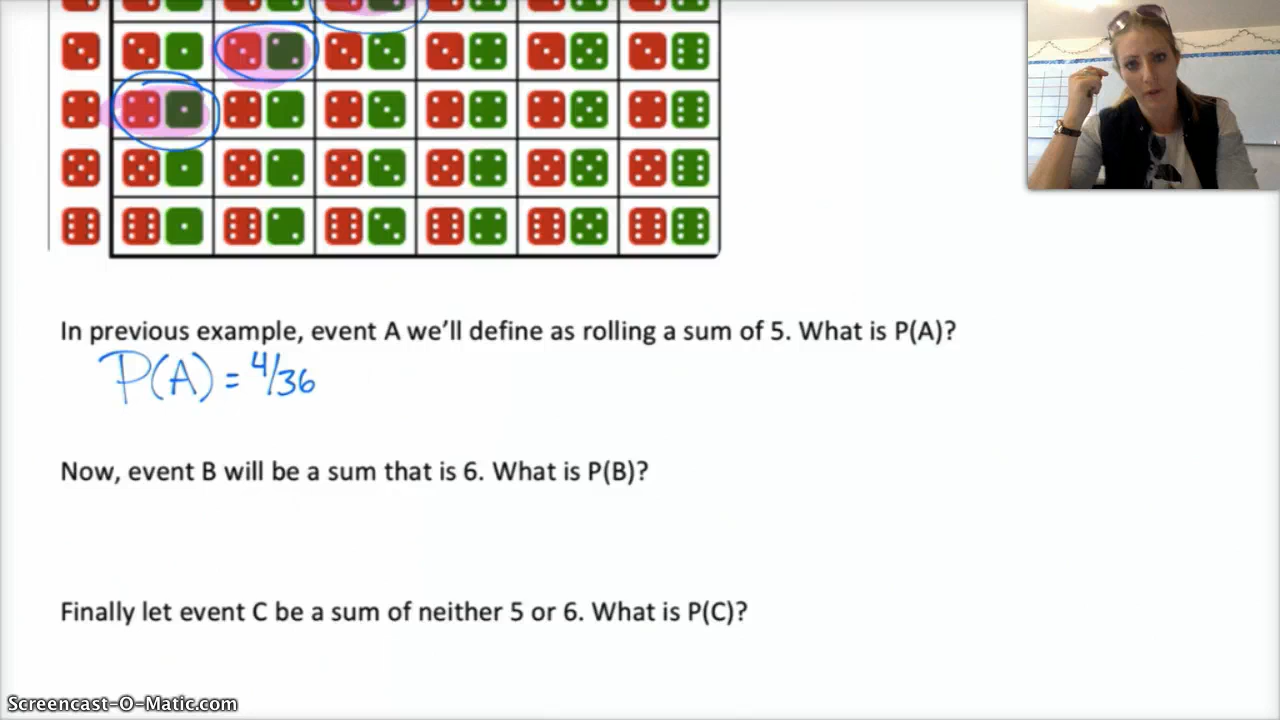 In previous example, event A we'll define as rolling a sum of 5. What is P(A)?
P(A) = 4/36
Now, event B will be a sum that is 6. What is P(B)?
Finally let event C be a sum of neither 5 or 6. What is P(C)?
Screencast-O-Matic.com